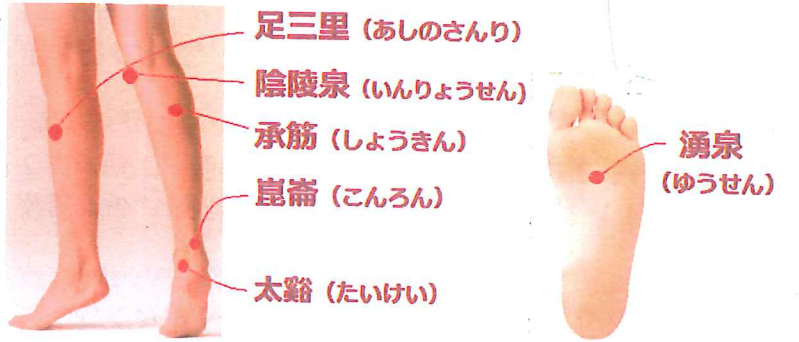 足三里（あしのさんり）
陰陵泉（いんりょうせん）
承筋（しょうきん）
崑崙（こんろん）
太谿（たいけい）
湧泉
（ゆうせん）